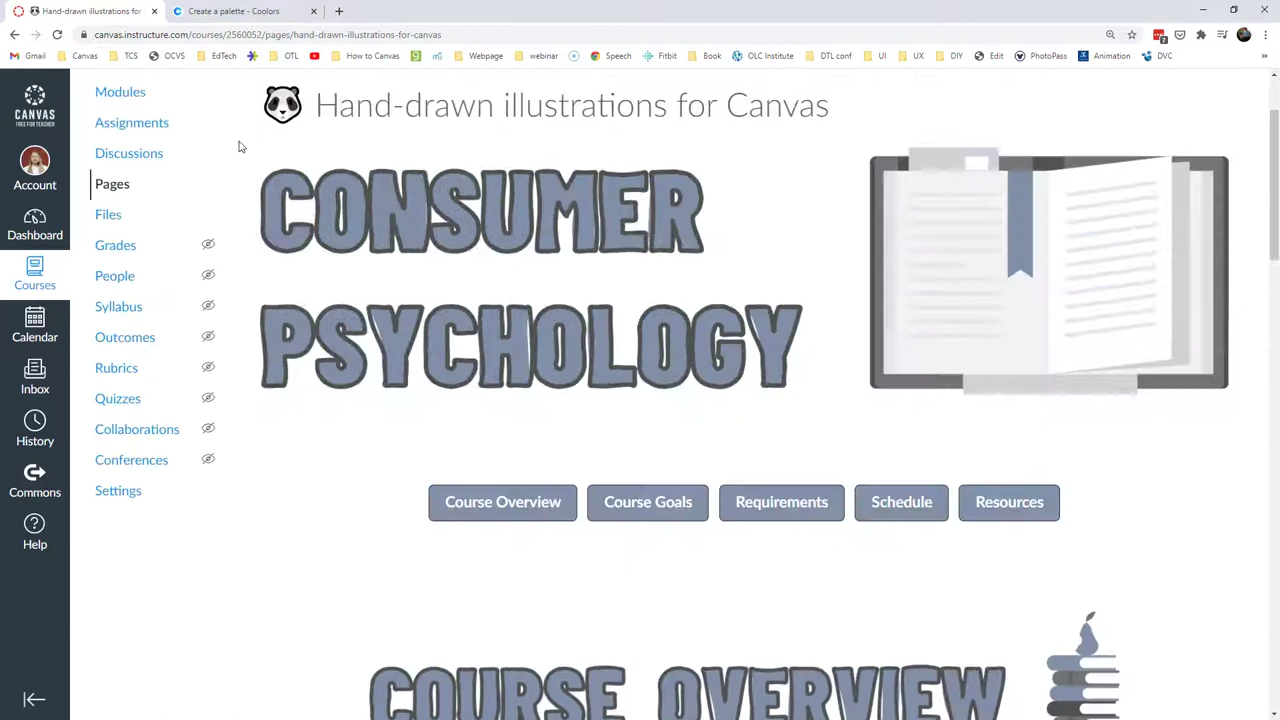 Hand-drawn illustrations for
Create a palette - Coolors
canvas.instructure.com/courses/2560052/pages/hand-drawn-illustrations-for-canvas
Gmail Canvas TCS OCVS EdTech OTL How to Canvas Webpage webinar Speech Fitbit Book OLC Institute DTL conf UI UX DIY Edit PhotoPass Animation DVC
CANVAS
FREE FOR TEACHER
Account
Dashboard
Courses
Calendar
Inbox
History
Commons
Help
Modules
Assignments
Discussions
Pages
Files
Grades
People
Syllabus
Outcomes
Rubrics
Quizzes
Collaborations
Conferences
Settings
Hand-drawn illustrations for Canvas
CONSUMER
PSYCHOLOGY
Course Overview Course Goals Requirements Schedule Resources
COURSE OVERVIEW